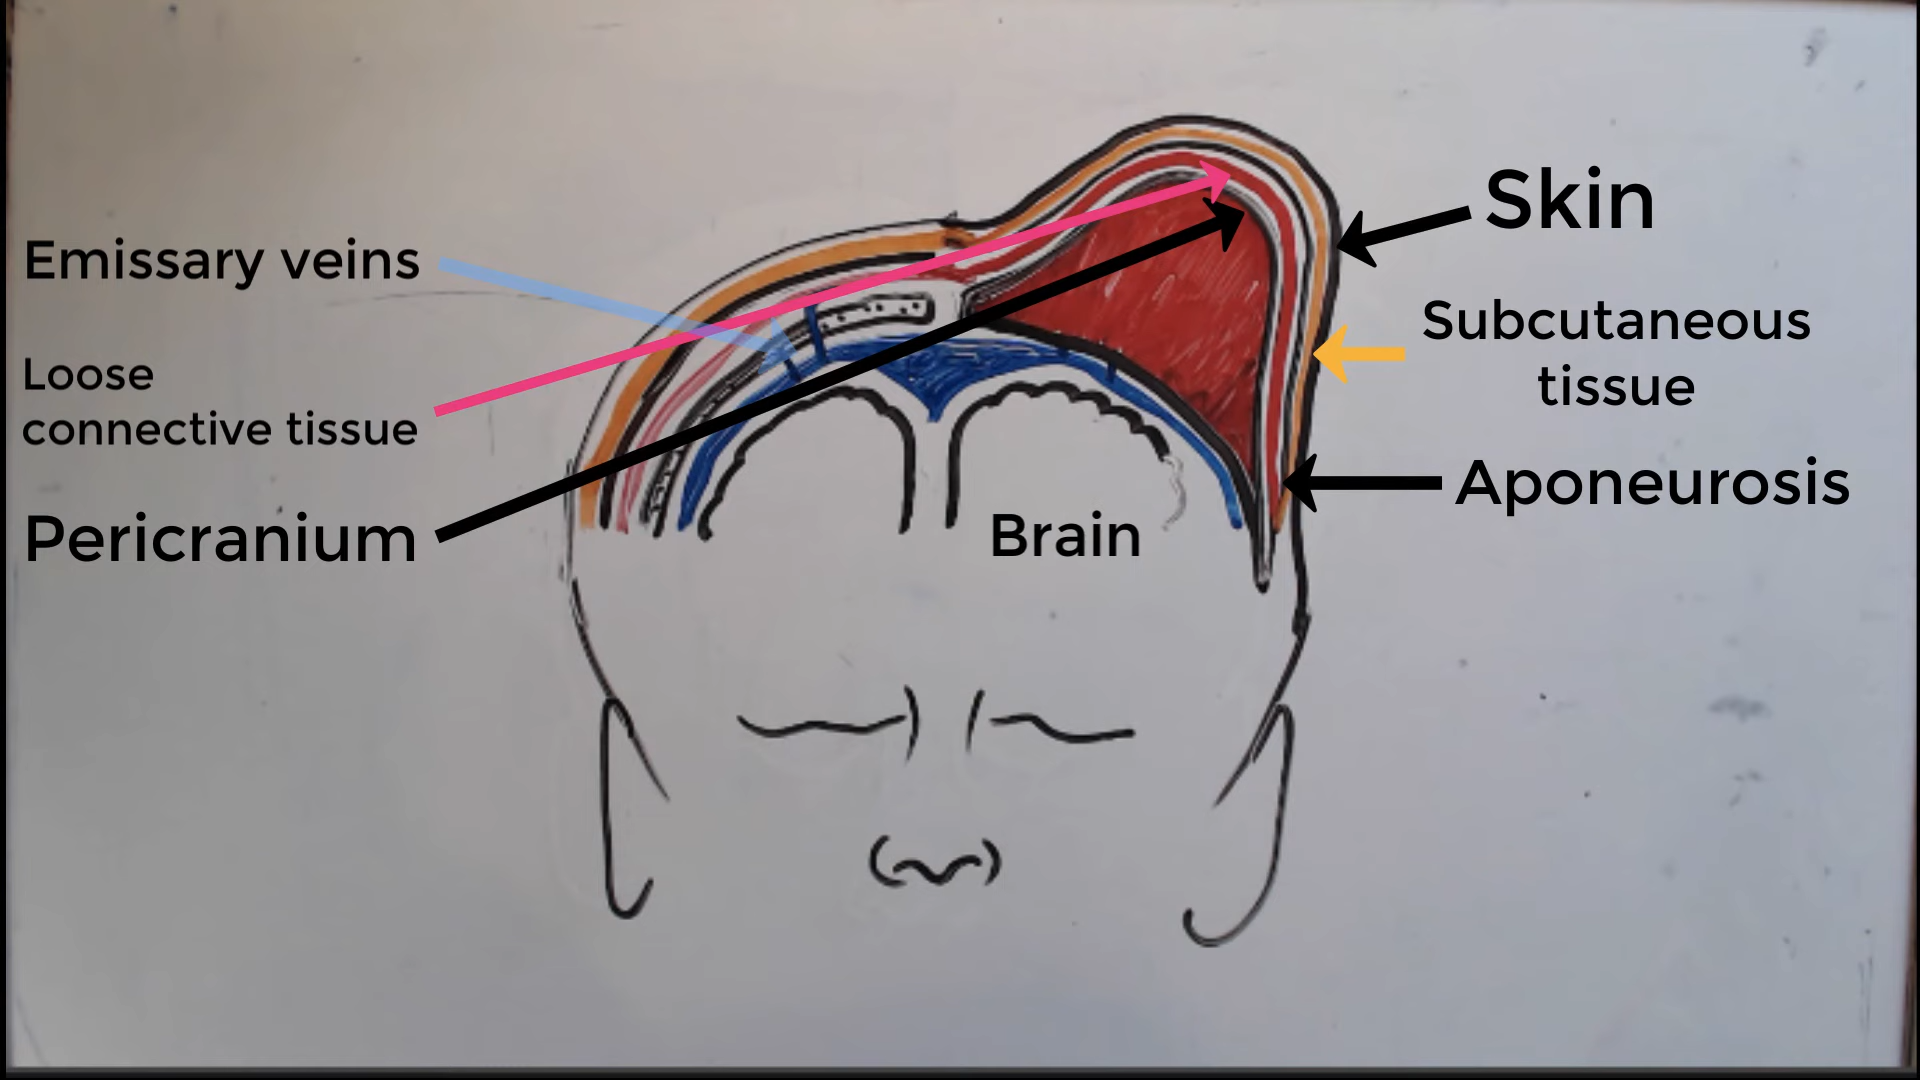 Emissary veins
Loose
connective tissue
Pericranium
Brain
Skin
Subcutaneous
tissue
Aponeurosis